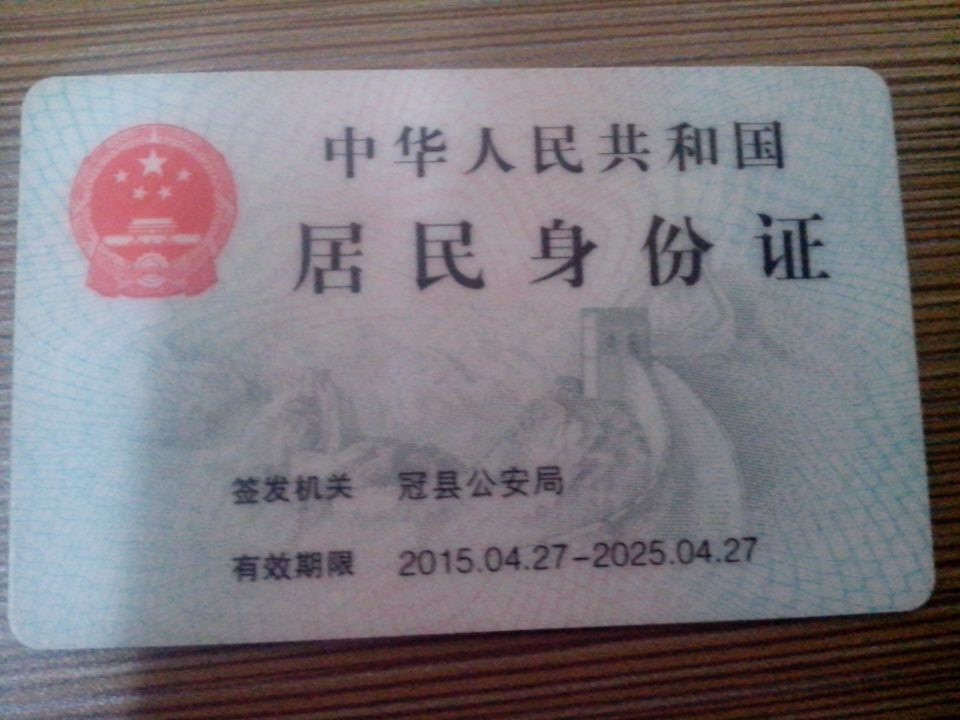 中华人民共和国
居民身份证
签发机关 冠县公安局
有效期限 2015.04.27-2025.04.27